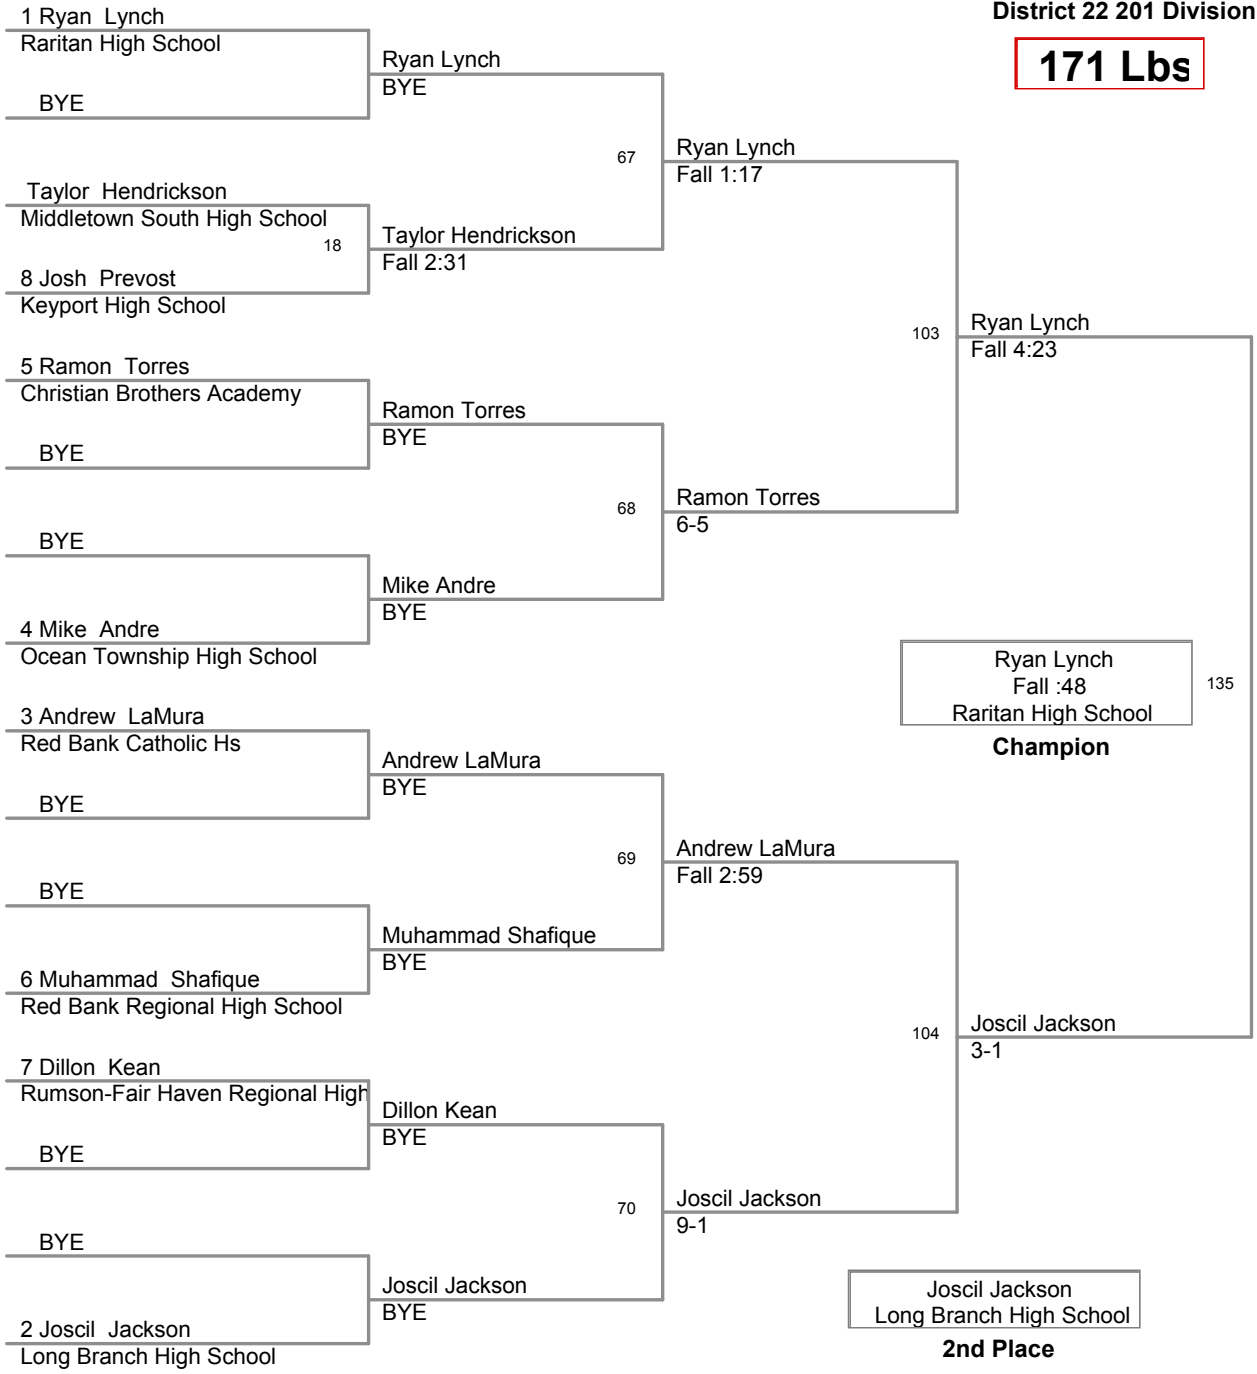 District 22 201 Division
171 Lbs
1 Ryan Lynch
Raritan High School
BYE
Taylor Hendrickson
Middletown South High School
18
8 Josh Prevost
Keyport High School
5 Ramon Torres
Christian Brothers Academy
BYE
BYE
4 Mike Andre
Ocean Township High School
3 Andrew LaMura
Red Bank Catholic Hs
BYE
BYE
6 Muhammad Shafique
Red Bank Regional High School
7 Dillon Kean
Rumson-Fair Haven Regional High
BYE
BYE
2 Joscil Jackson
Long Branch High School
Ryan Lynch
BYE
67
Taylor Hendrickson
Fall 2:31
Ramon Torres
BYE
68
Mike Andre
BYE
Andrew LaMura
BYE
69
Muhammad Shafique
BYE
Dillon Kean
BYE
70
Joscil Jackson
BYE
Ryan Lynch
Fall 1:17
103
Ramon Torres
6-5
Andrew LaMura
Fall 2:59
104
Joscil Jackson
9-1
Ryan Lynch
Fall 4:23
135
Joscil Jackson
3-1
Ryan Lynch
Fall :48
Raritan High School
Champion
Joscil Jackson
Long Branch High School
2nd Place